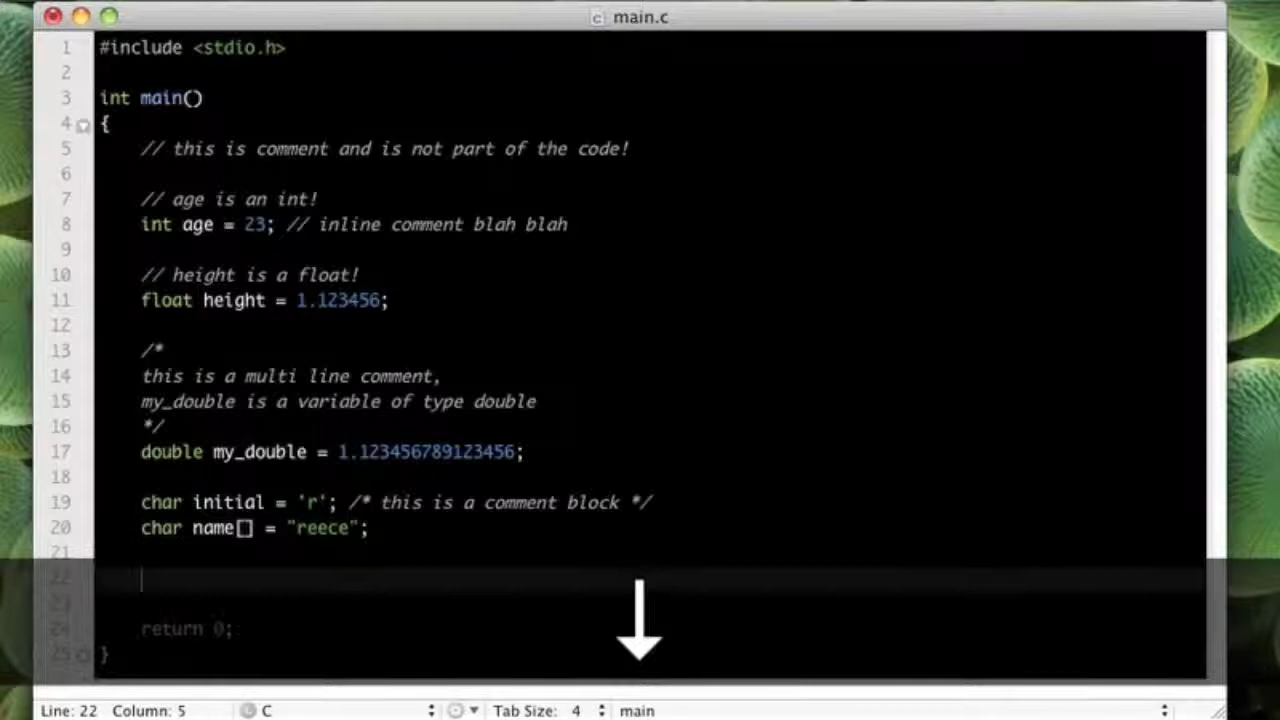 main.c
1 #include <stdio.h>
2
3 int main()
4 {
5 // this is comment and is not part of the code!
6
7 // age is an int!
8 int age = 23; // inline comment blah blah
9
10 // height is a float!
11 float height = 1.123456;
12
13 /*
14 this is a multi line comment,
15 my_double is a variable of type double
16 */
17 double my_double = 1.123456789123456;
18
19 char initial = 'r'; /* this is a comment block */
20 char name[] = "reece";
21
22
23
24 return 0;
25 }
Line: 22 Column: 5 C Tab Size: 4 main